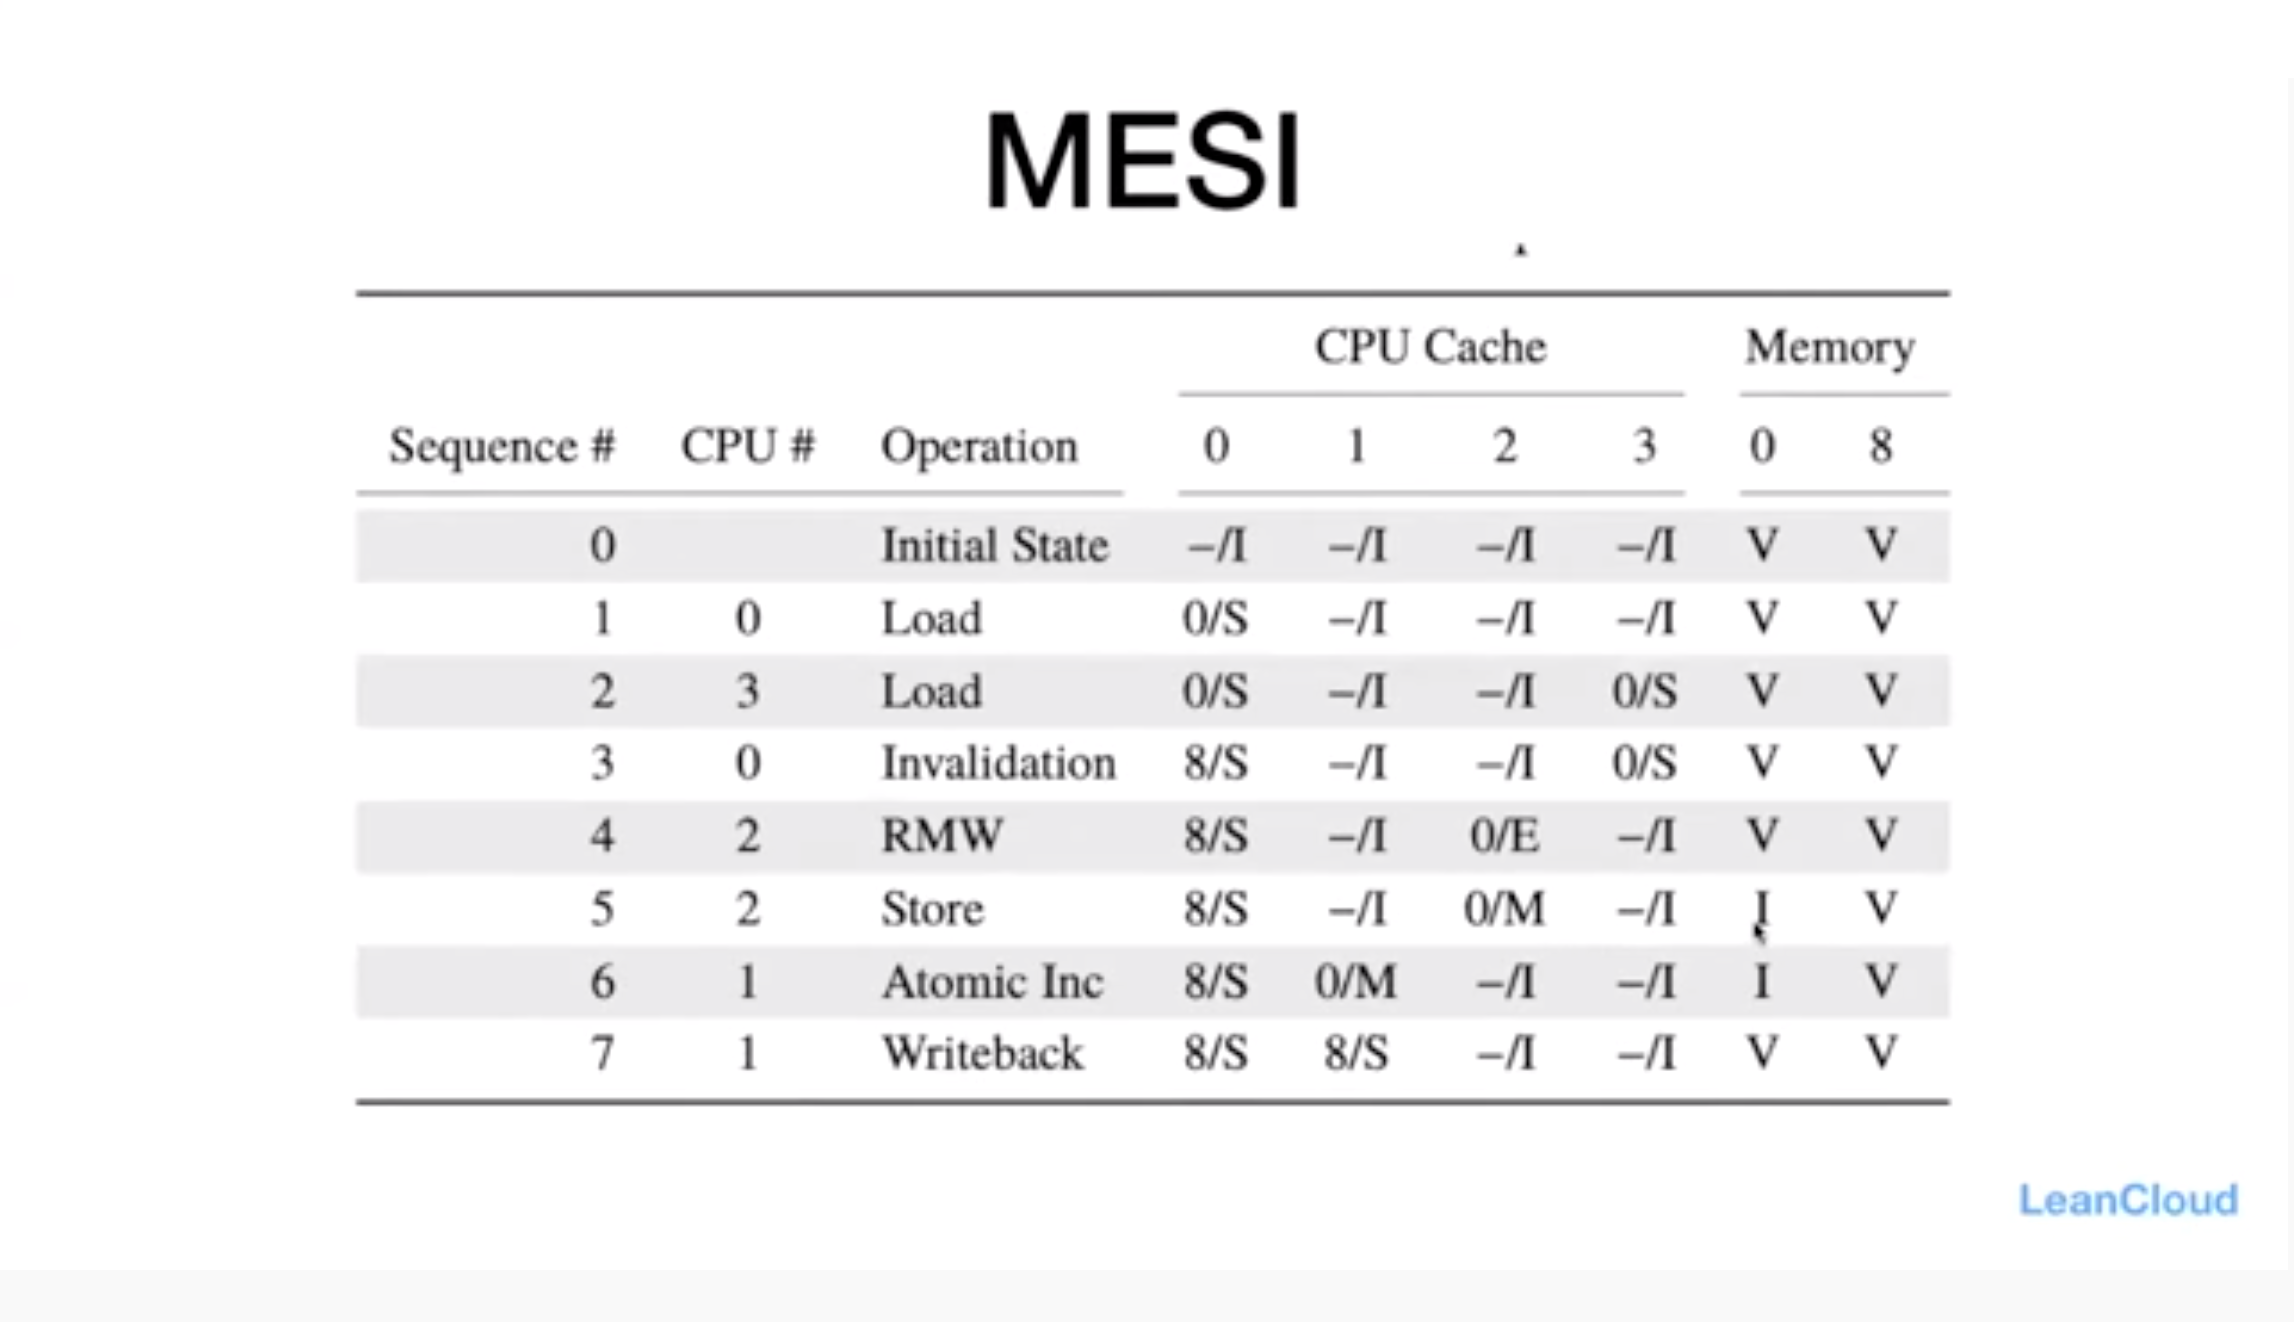 MESI
CPU Cache Memory
Sequence # CPU # Operation 0 1 2 3 0 8
0 Initial State –/I –/I –/I –/I V V
1 0 Load 0/S –/I –/I –/I V V
2 3 Load 0/S –/I –/I 0/S V V
3 0 Invalidation 8/S –/I –/I 0/S V V
4 2 RMW 8/S –/I 0/E –/I V V
5 2 Store 8/S –/I 0/M –/I I V
6 1 Atomic Inc 8/S 0/M –/I –/I I V
7 1 Writeback 8/S 8/S –/I –/I V V
LeanCloud